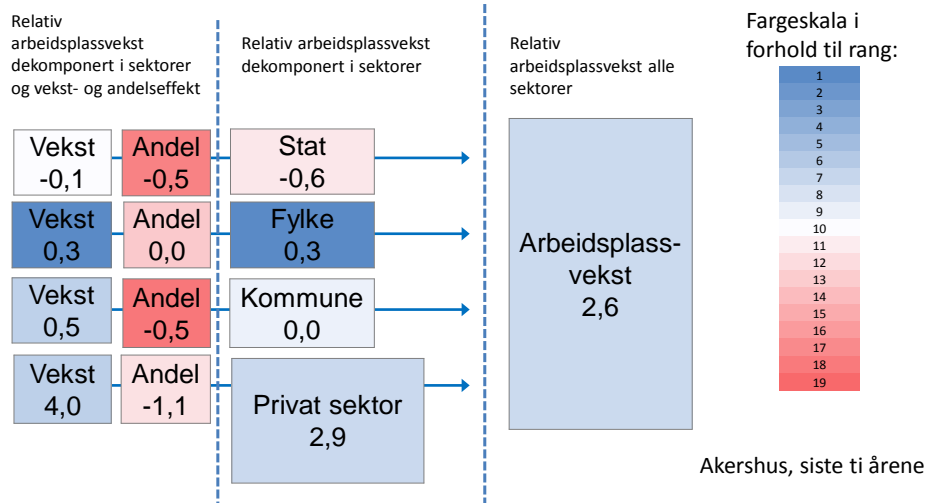 Relativ
arbeidsplassvekst
dekomponert i sektorer
og vekst- og andelseffekt
Relativ arbeidsplassvekst
dekomponert i sektorer
Relativ
arbeidsplassvekst alle
sektorer
Fargeskala i
forhold til rang:
Vekst
-0,1
Andel
-0,5
Stat
-0,6
Vekst
0,3
Andel
0,0
Fylke
0,3
Vekst
0,5
Andel
-0,5
Kommune
0,0
Vekst
4,0
Andel
-1,1
Privat sektor
2,9
Arbeidsplass-
vekst
2,6
1
2
3
4
5
6
7
8
9
10
11
12
13
14
15
16
17
18
19
Akershus, siste ti årene